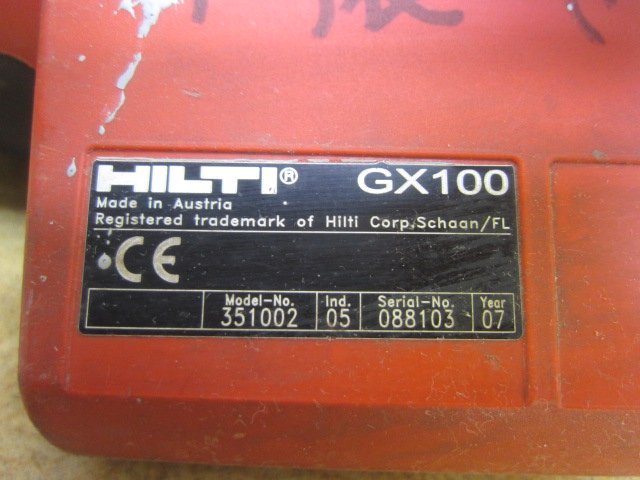 HILTI® GX100
Made in Austria
Registered trademark of Hilti Corp.Schaan/FL
CE
Model-No. Ind. Serial-No. Year
351002 05 088103 07